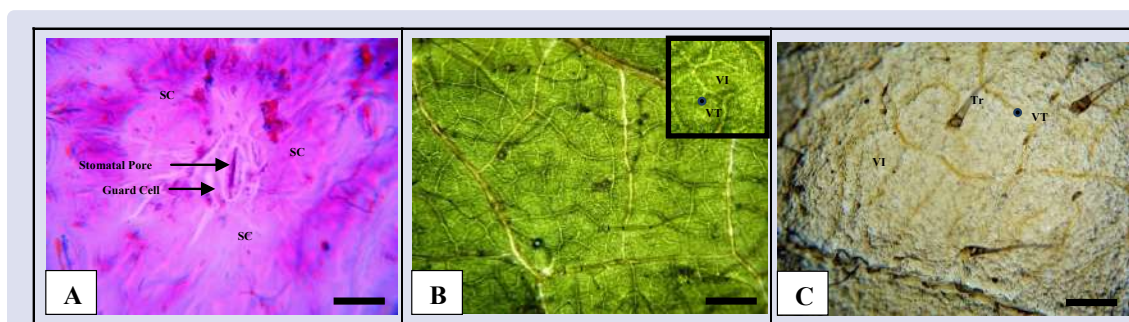 SC
SC
Stomatal Pore
Guard Cell
SC
A
VI
VT
B
Tr
VT
VI
C